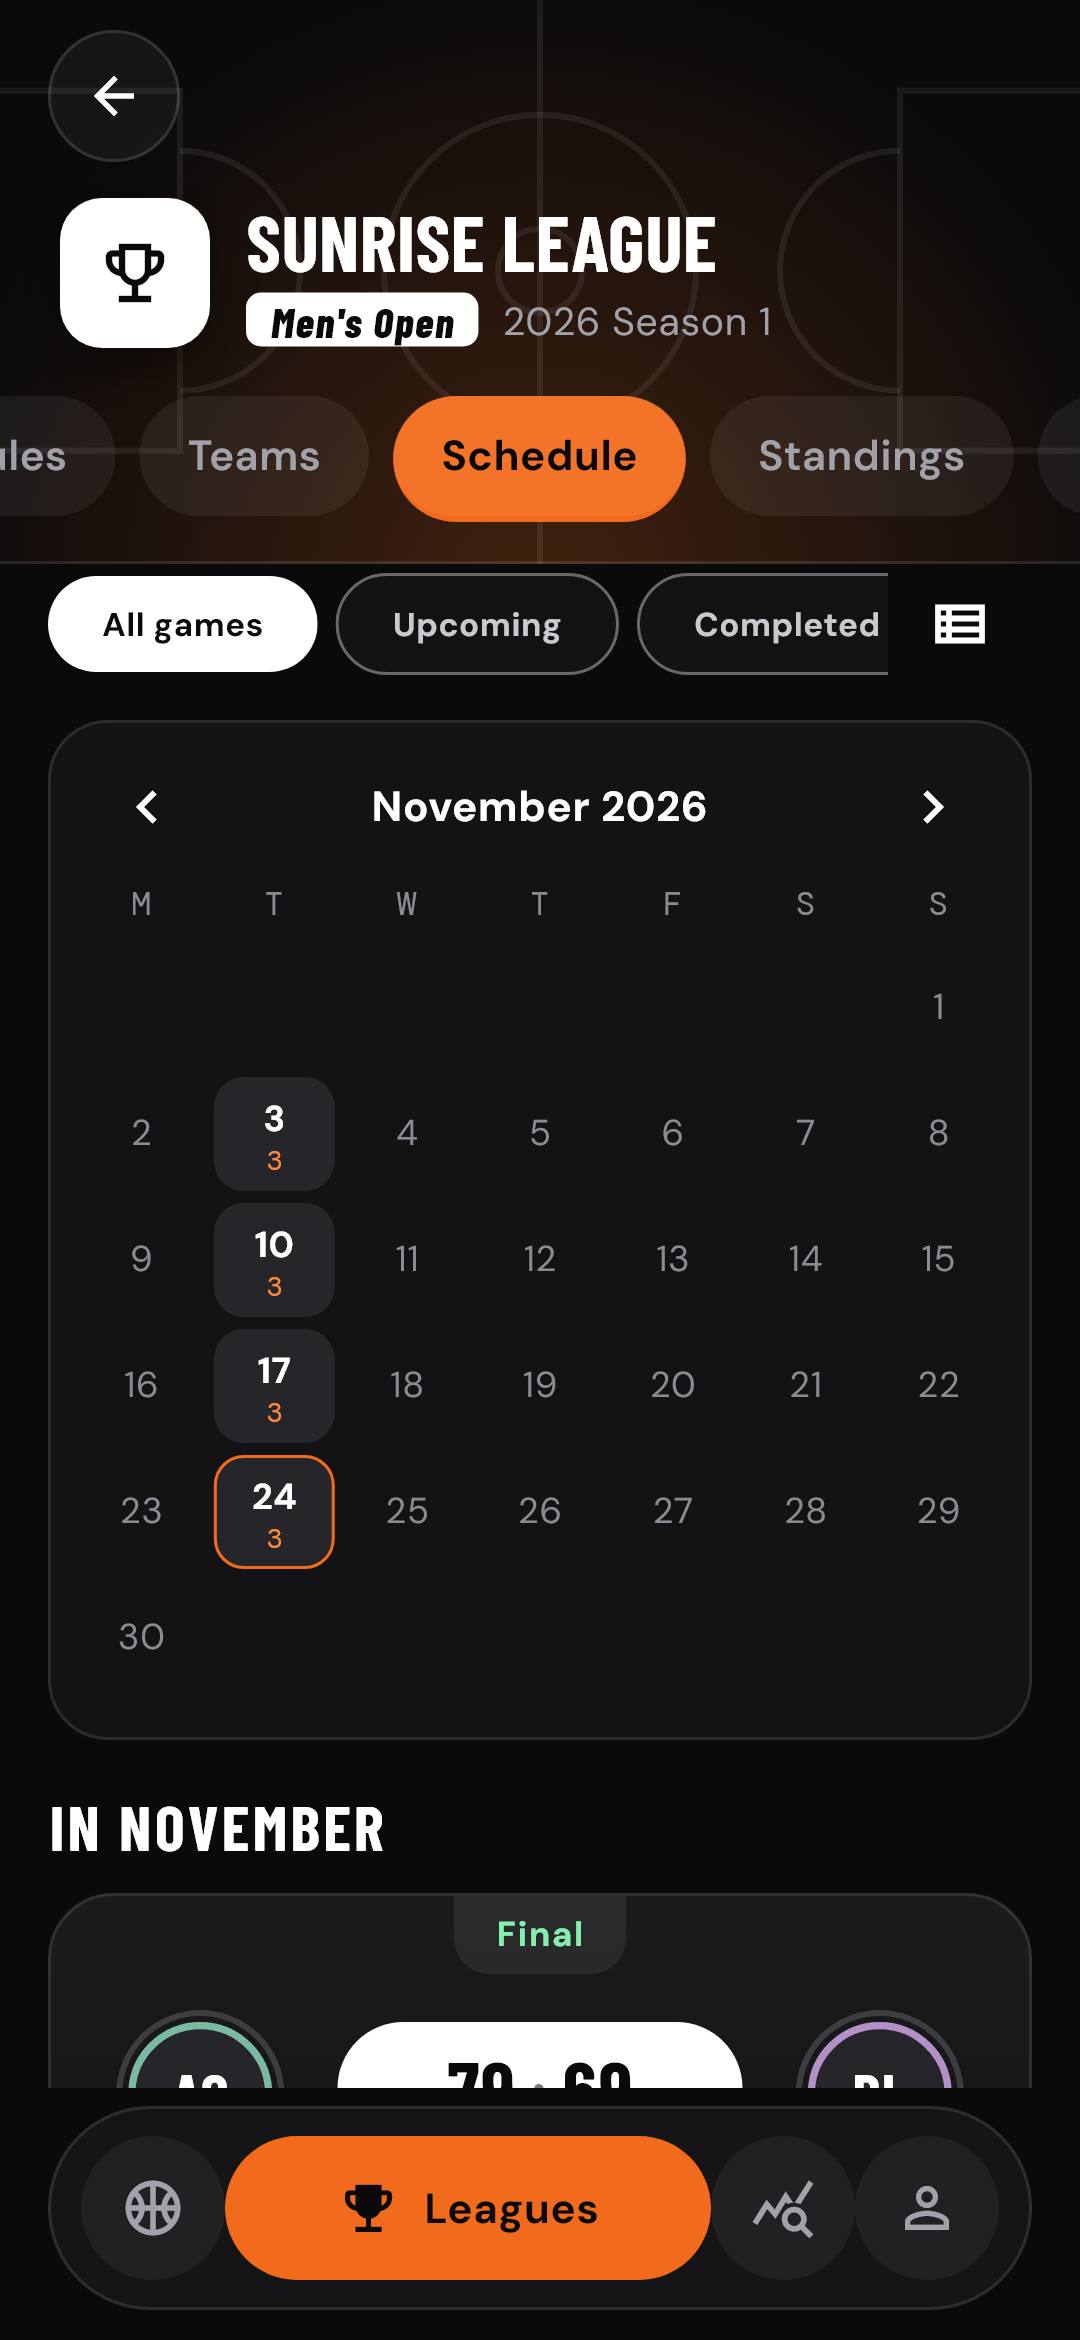 SUNRISE LEAGUE
Men's Open 2026 Season 1
Teams Schedule Standings
All games Upcoming Completed
November 2026
M T W T F S S
1
2 3 4 5 6 7 8
3
9 10 11 12 13 14 15
3
16 17 18 19 20 21 22
3
23 24 25 26 27 28 29
3
30
IN NOVEMBER
Final
Leagues